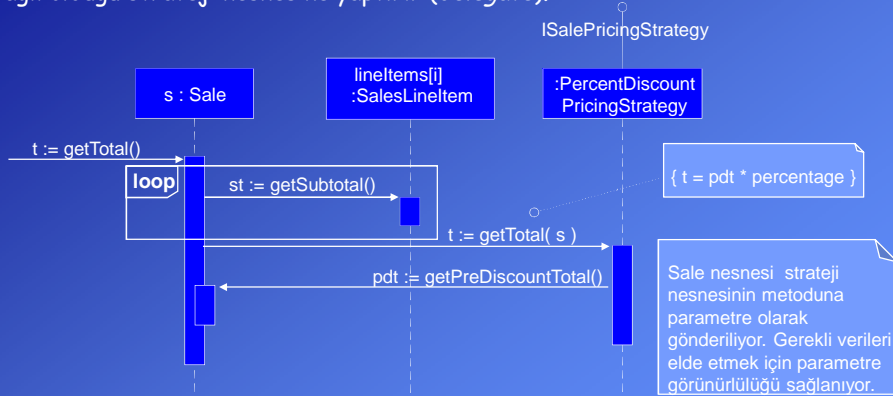 ISalePricingStrategy
s : Sale
lineItems[i]
:SalesLineItem
:PercentDiscount
PricingStrategy
t := getTotal()
loop
st := getSubtotal()
{ t = pdt * percentage }
t := getTotal( s )
pdt := getPreDiscountTotal()
Sale nesnesi strateji
nesnesinin metoduna
parametre olarak
gönderiliyor. Gerekli verileri
elde etmek için parametre
görünürlülüğü sağlanıyor.